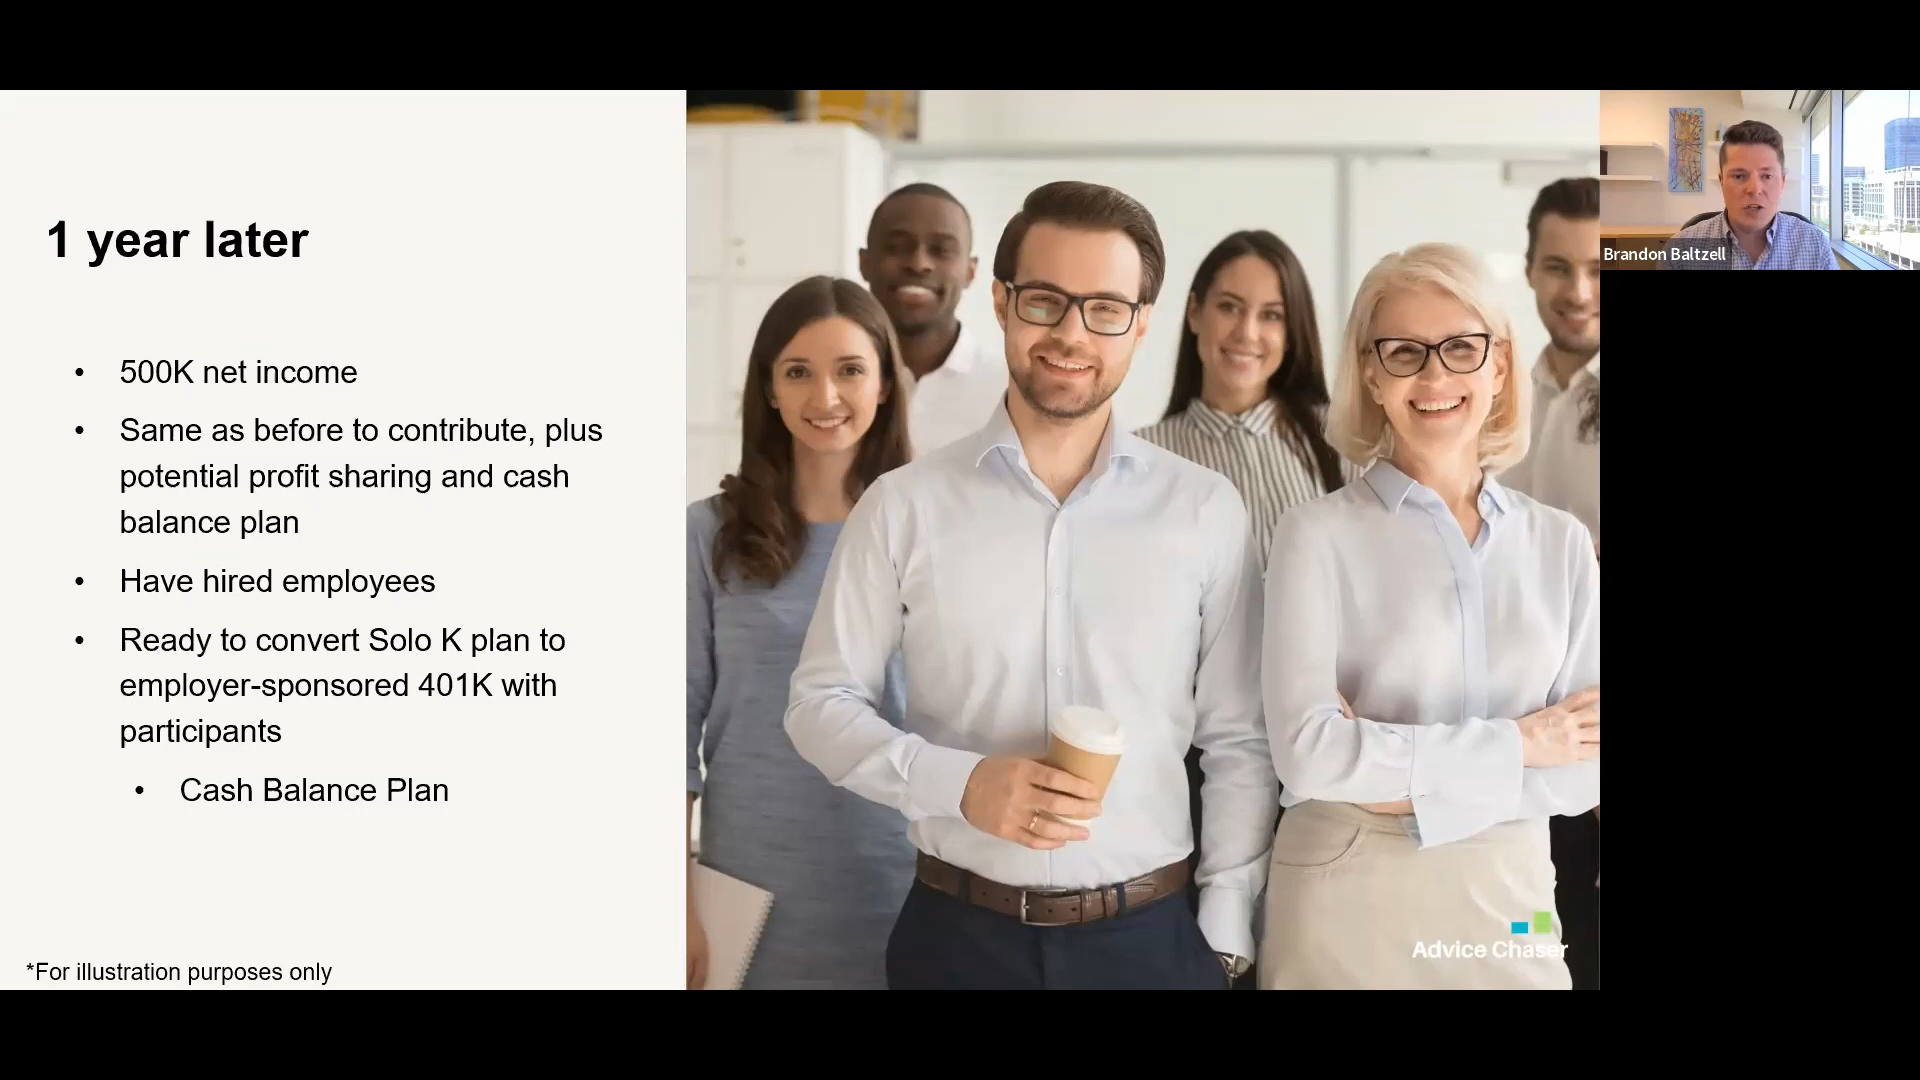 1 year later
• 500K net income
• Same as before to contribute, plus
potential profit sharing and cash
balance plan
• Have hired employees
• Ready to convert Solo K plan to
employer-sponsored 401K with
participants
• Cash Balance Plan
*For illustration purposes only
Advice Chaser
Brandon Baltzell